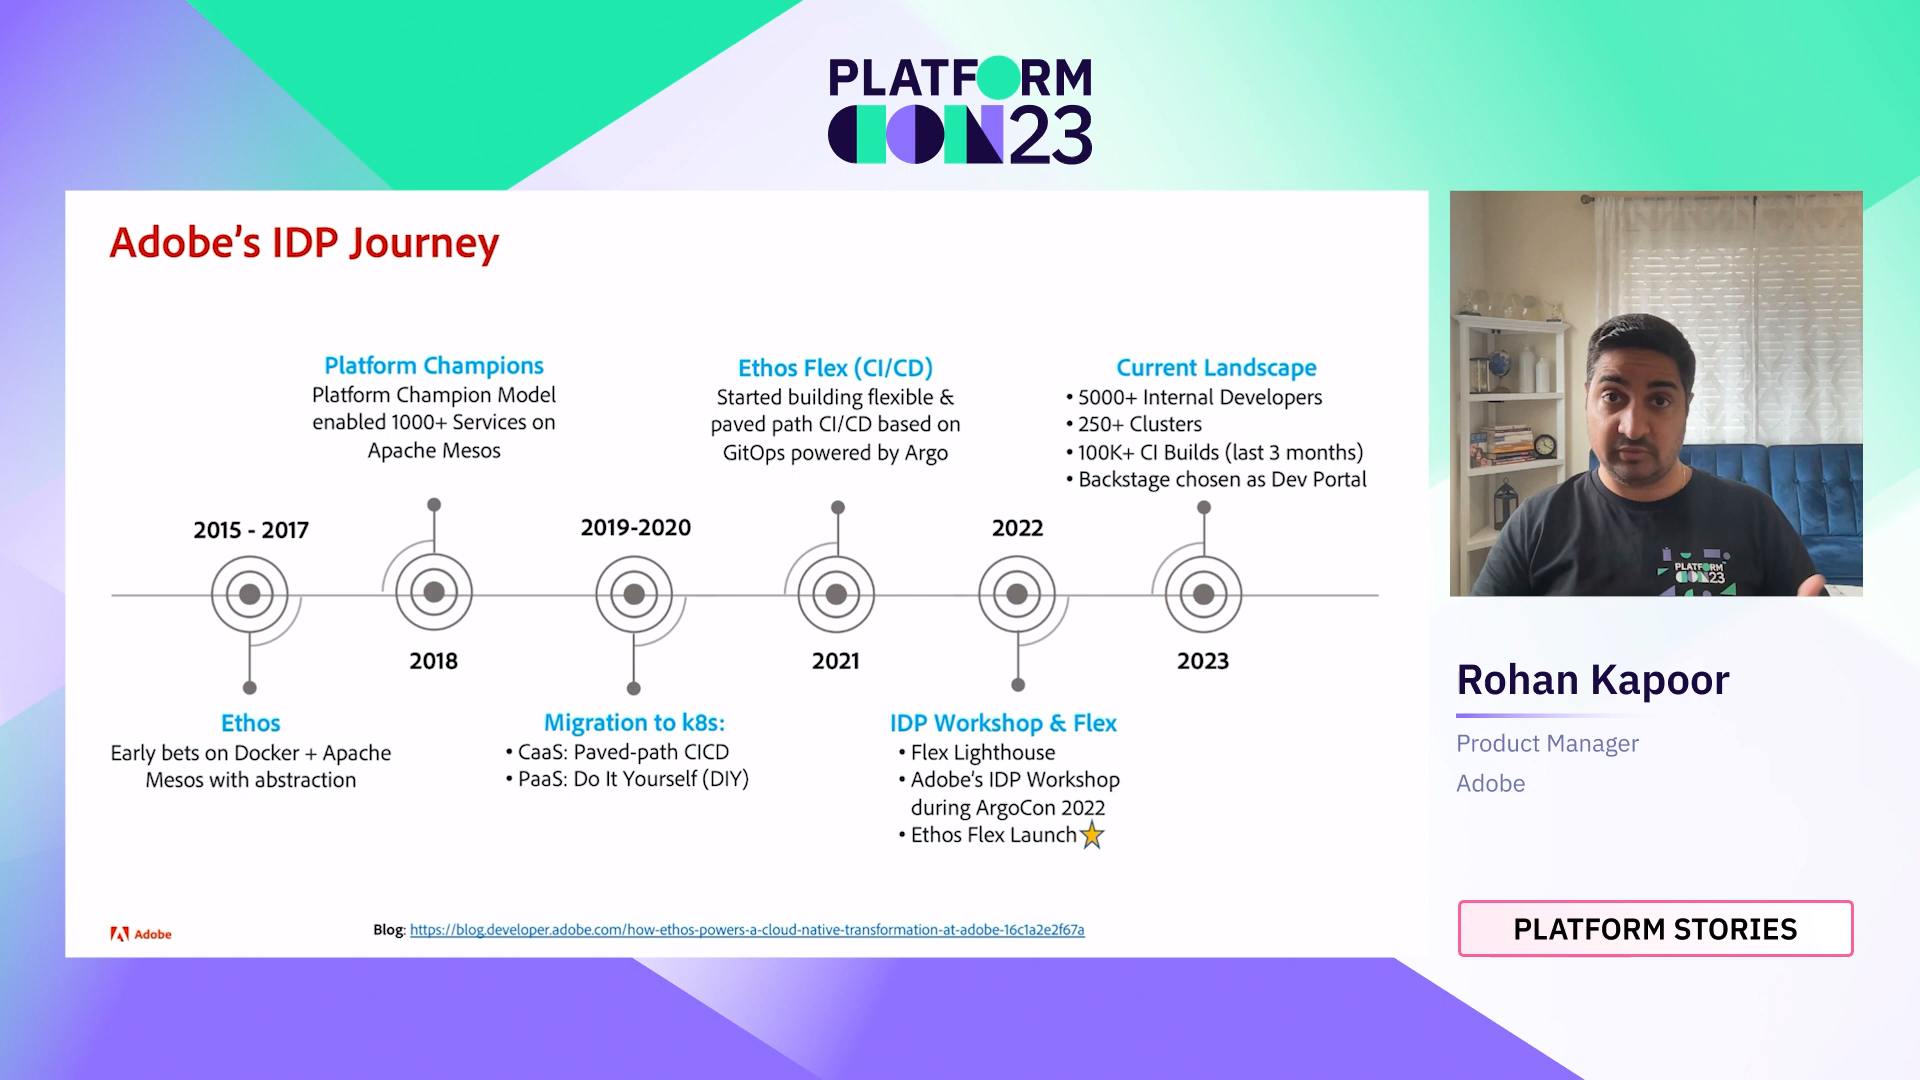 PLATFORM
CON23
Adobe's IDP Journey
Platform Champions
Platform Champion Model
enabled 1000+ Services on
Apache Mesos
Ethos Flex (CI/CD)
Started building flexible &
paved path CI/CD based on
GitOps powered by Argo
Current Landscape
• 5000+ Internal Developers
• 250+ Clusters
• 100K+ CI Builds (last 3 months)
• Backstage chosen as Dev Portal
2015 - 2017
2019-2020
2022
2018
2021
2023
Ethos
Early bets on Docker + Apache
Mesos with abstraction
Migration to k8s:
• CaaS: Paved-path CICD
• PaaS: Do It Yourself (DIY)
IDP Workshop & Flex
• Flex Lighthouse
• Adobe's IDP Workshop
during ArgoCon 2022
• Ethos Flex Launch
Adobe
Blog: https://blog.developer.adobe.com/how-ethos-powers-a-cloud-native-transformation-at-adobe-16c1a2e2f67a
PLATFORM
CON23
Rohan Kapoor
Product Manager
Adobe
PLATFORM STORIES